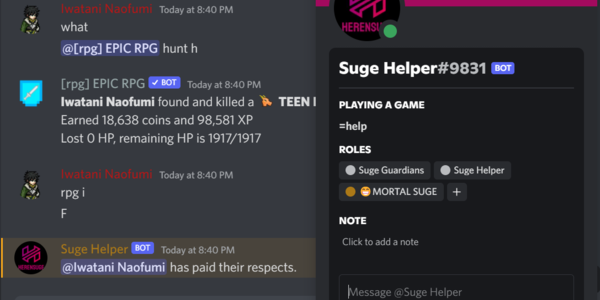 Iwatani Naofumi Today at 8:40 PM
what
@[rpg] EPIC RPG hunt h
[rpg] EPIC RPG ✔ BOT Today at 8:40 PM
Iwatani Naofumi found and killed a TEEN
Earned 18,638 coins and 98,581 XP
Lost 0 HP, remaining HP is 1917/1917
Iwatani Naofumi Today at 8:40 PM
rpg i
F
Suge Helper BOT Today at 8:40 PM
@Iwatani Naofumi has paid their respects.
HERENSUGE
HERENSU
Suge Helper#9831 BOT
PLAYING A GAME
=help
ROLES
Suge Guardians Suge Helper
MORTAL SUGE +
NOTE
Click to add a note
Message @Suge Helper